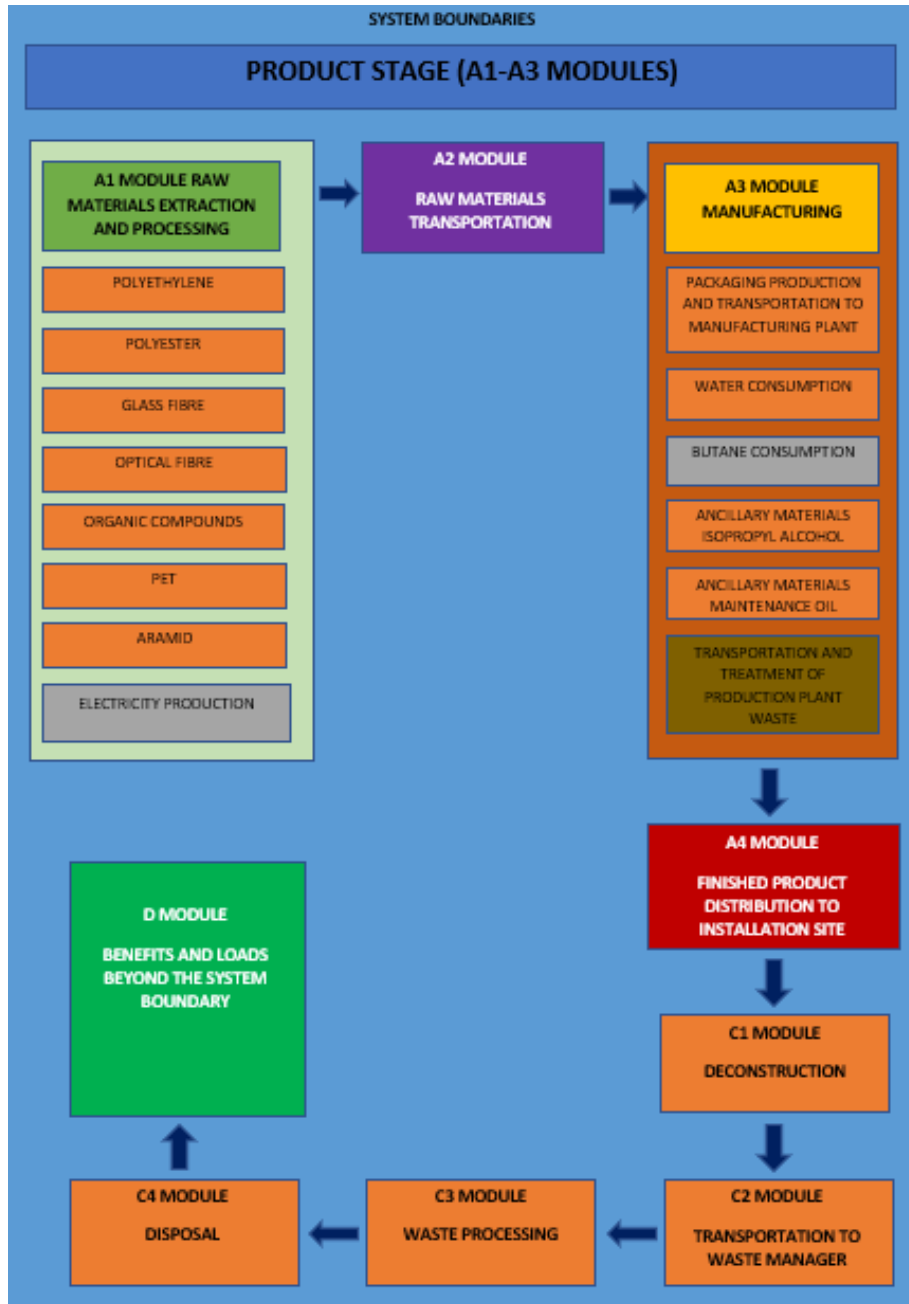 SYSTEM BOUNDARIES
PRODUCT STAGE (A1-A3 MODULES)
A1 MODULE RAW
MATERIALS EXTRACTION
AND PROCESSING
POLYETHYLENE
POLYESTER
GLASS FIBRE
OPTICAL FIBRE
ORGANIC COMPOUNDS
PET
ARAMID
ELECTRICITY PRODUCTION
A2 MODULE
RAW MATERIALS
TRANSPORTATION
A3 MODULE
MANUFACTURING
PACKAGING PRODUCTION
AND TRANSPORTATION TO
MANUFACTURING PLANT
WATER CONSUMPTION
BUTANE CONSUMPTION
ANCILLARY MATERIALS
ISOPROPYL ALCOHOL
ANCILLARY MATERIALS
MAINTENANCE OIL
TRANSPORTATION AND
TREATMENT OF
PRODUCTION PLANT
WASTE
A4 MODULE
FINISHED PRODUCT
DISTRIBUTION TO
INSTALLATION SITE
C1 MODULE
DECONSTRUCTION
C2 MODULE
TRANSPORTATION TO
WASTE MANAGER
C3 MODULE
WASTE PROCESSING
C4 MODULE
DISPOSAL
D MODULE
BENEFITS AND LOADS
BEYOND THE SYSTEM
BOUNDARY